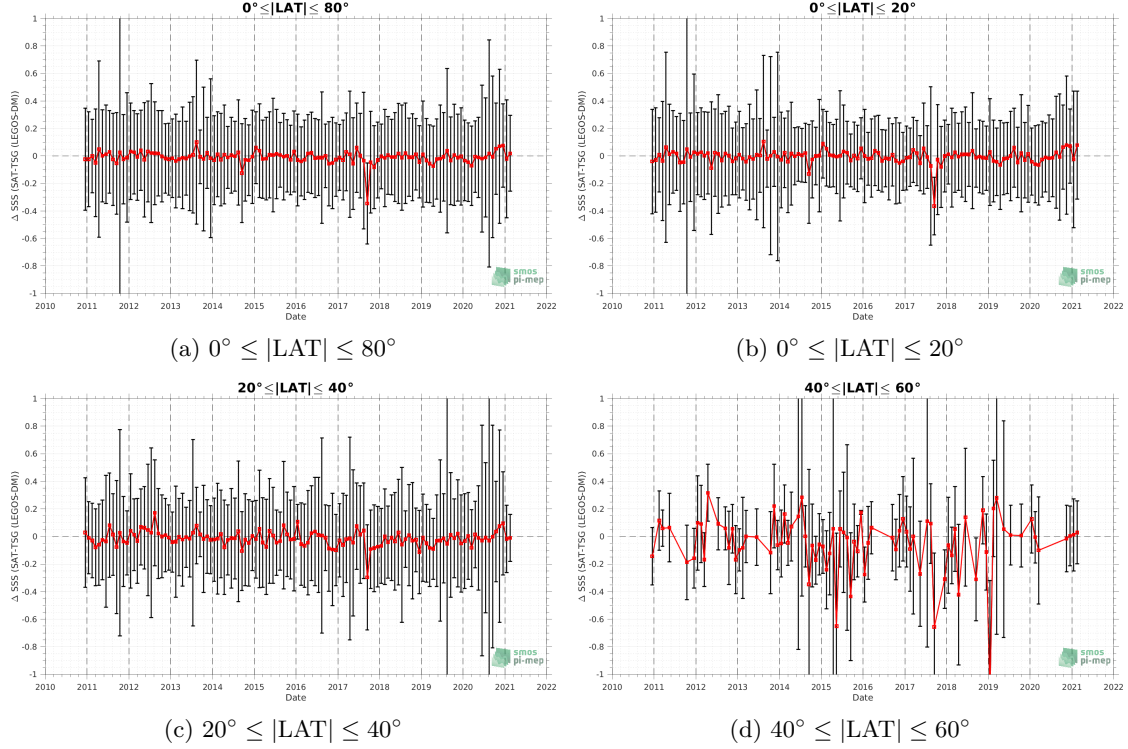 0°≤|LAT|≤ 80°
Δ SSS (SAT-TSG (LEGOS-DM))
1
0.8
0.6
0.4
0.2
0
-0.2
-0.4
-0.6
-0.8
-1
2010 2011 2012 2013 2014 2015 2016 2017 2018 2019 2020 2021 2022
Date
smos
pi-mep
(a) 0° ≤ |LAT| ≤ 80°
0°≤|LAT|≤ 20°
Δ SSS (SAT-TSG (LEGOS-DM))
1
0.8
0.6
0.4
0.2
0
-0.2
-0.4
-0.6
-0.8
-1
2010 2011 2012 2013 2014 2015 2016 2017 2018 2019 2020 2021 2022
Date
smos
pi-mep
(b) 0° ≤ |LAT| ≤ 20°
20°≤|LAT|≤ 40°
Δ SSS (SAT-TSG (LEGOS-DM))
1
0.8
0.6
0.4
0.2
0
-0.2
-0.4
-0.6
-0.8
-1
2010 2011 2012 2013 2014 2015 2016 2017 2018 2019 2020 2021 2022
Date
smos
pi-mep
(c) 20° ≤ |LAT| ≤ 40°
40°≤|LAT|≤ 60°
Δ SSS (SAT-TSG (LEGOS-DM))
1
0.8
0.6
0.4
0.2
0
-0.2
-0.4
-0.6
-0.8
-1
2010 2011 2012 2013 2014 2015 2016 2017 2018 2019 2020 2021 2022
Date
smos
pi-mep
(d) 40° ≤ |LAT| ≤ 60°